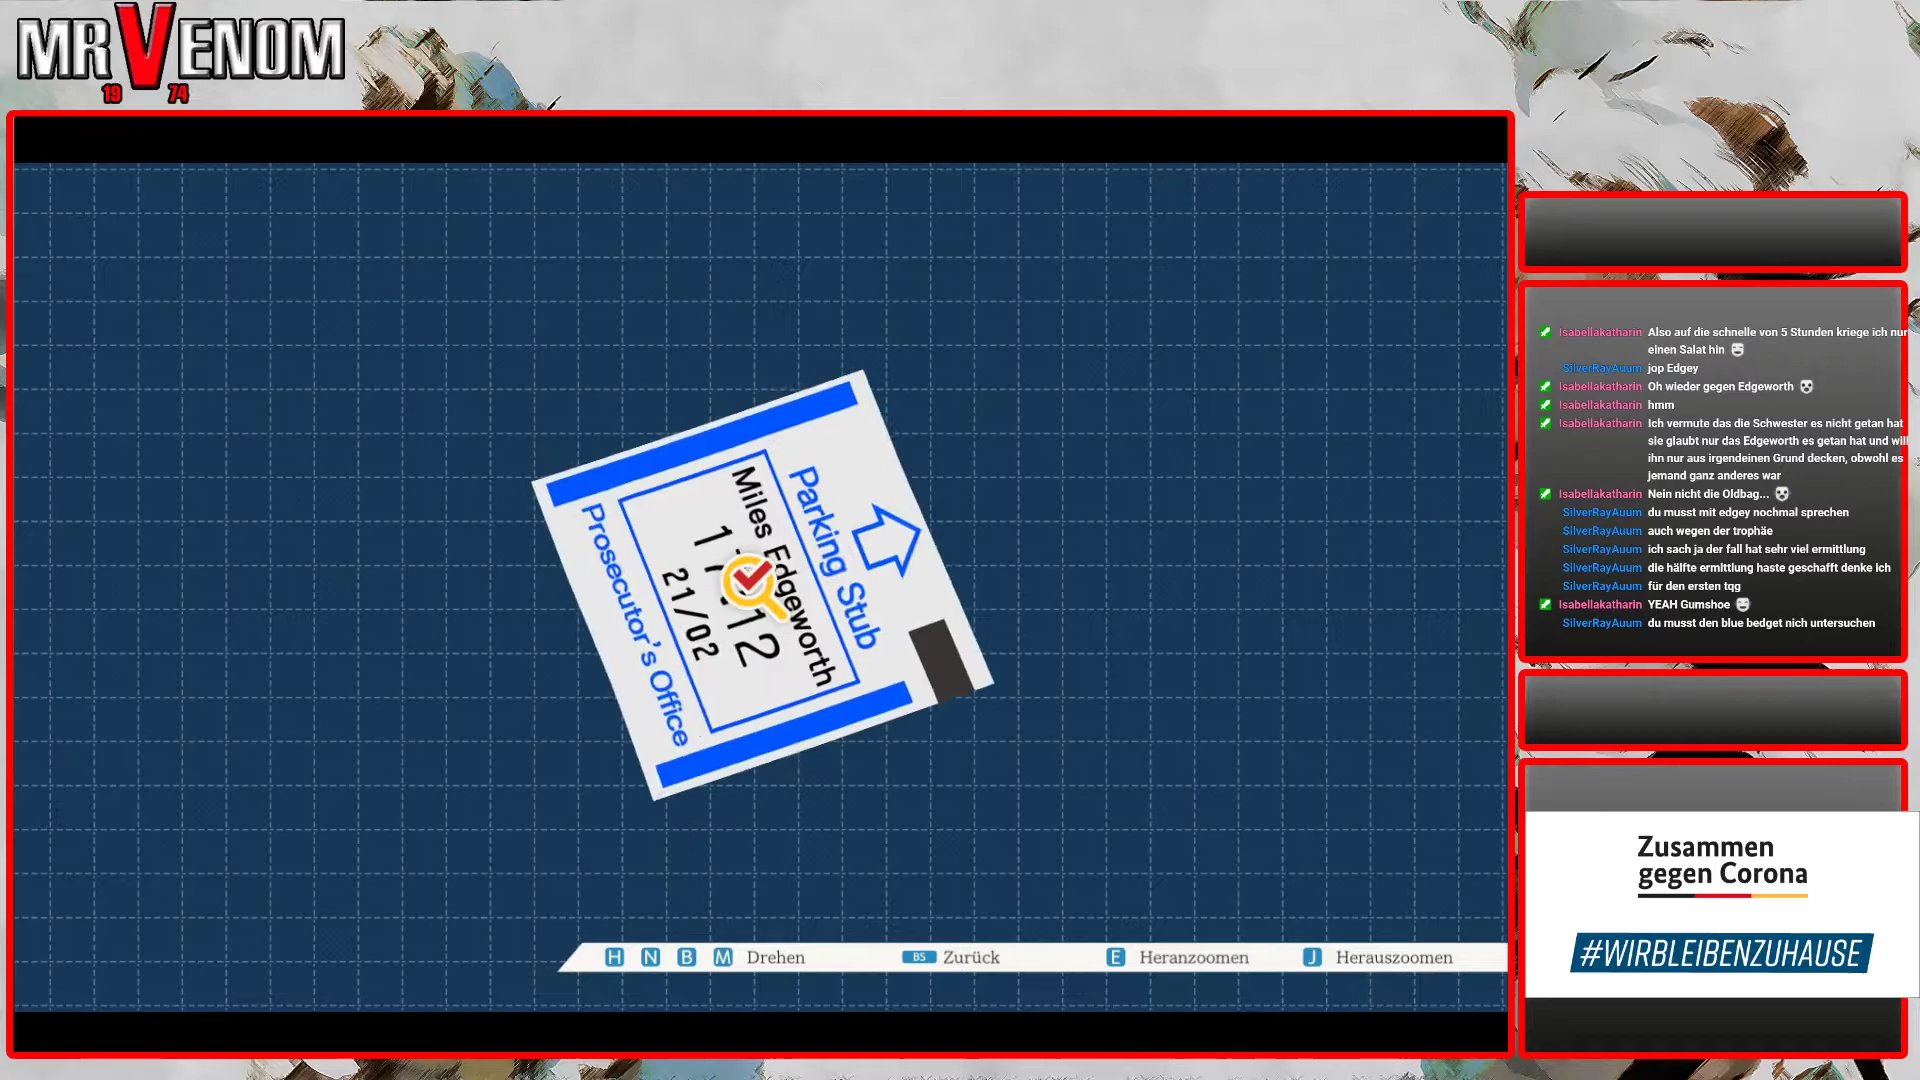 MRVENOM
19 74
Parking Stub
Miles Edgeworth
21/02
Prosecutor's Office
H N B M Drehen
BS Zurück
E Heranzoomen
J Herauszoomen
Isabellakatharin Also auf die schnelle von 5 Stunden kriege ich nur
einen Salat hin
SilverRayAuum jop Edgey
Isabellakatharin Oh wieder gegen Edgeworth
Isabellakatharin hmm
Isabellakatharin Ich vermute das die Schwester es nicht getan hat
sie glaubt nur das Edgeworth es getan hat und will
ihn nur aus irgendeinen Grund decken, obwohl es
jemand ganz anderes war
Isabellakatharin Nein nicht die Oldbag...
SilverRayAuum du musst mit edgey nochmal sprechen
SilverRayAuum auch wegen der trophäe
SilverRayAuum ich sach ja der fall hat sehr viel ermittlung
SilverRayAuum die hälfte ermittlung haste geschafft denke ich
SilverRayAuum für den ersten tqg
Isabellakatharin YEAH Gumshoe
SilverRayAuum du musst den blue bedget nich untersuchen
Zusammen
gegen Corona
#WIRBLEIBENZUHAUSE